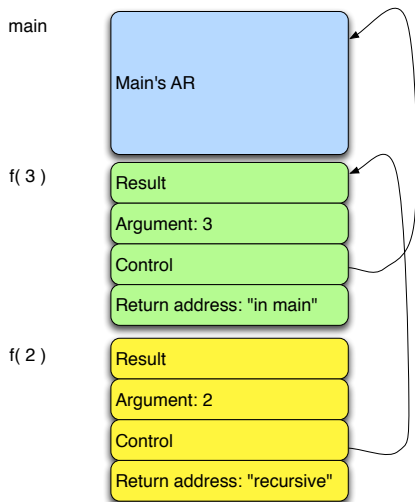 main
Main's AR
f( 3 )
Result
Argument: 3
Control
Return address: "in main"
f( 2 )
Result
Argument: 2
Control
Return address: "recursive"